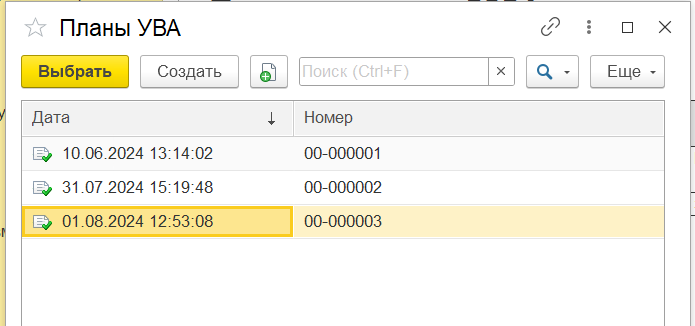 Планы УВА
Выбрать Создать Поиск (Ctrl+F) Еще
Дата Номер
10.06.2024 13:14:02 00-000001
31.07.2024 15:19:48 00-000002
01.08.2024 12:53:08 00-000003